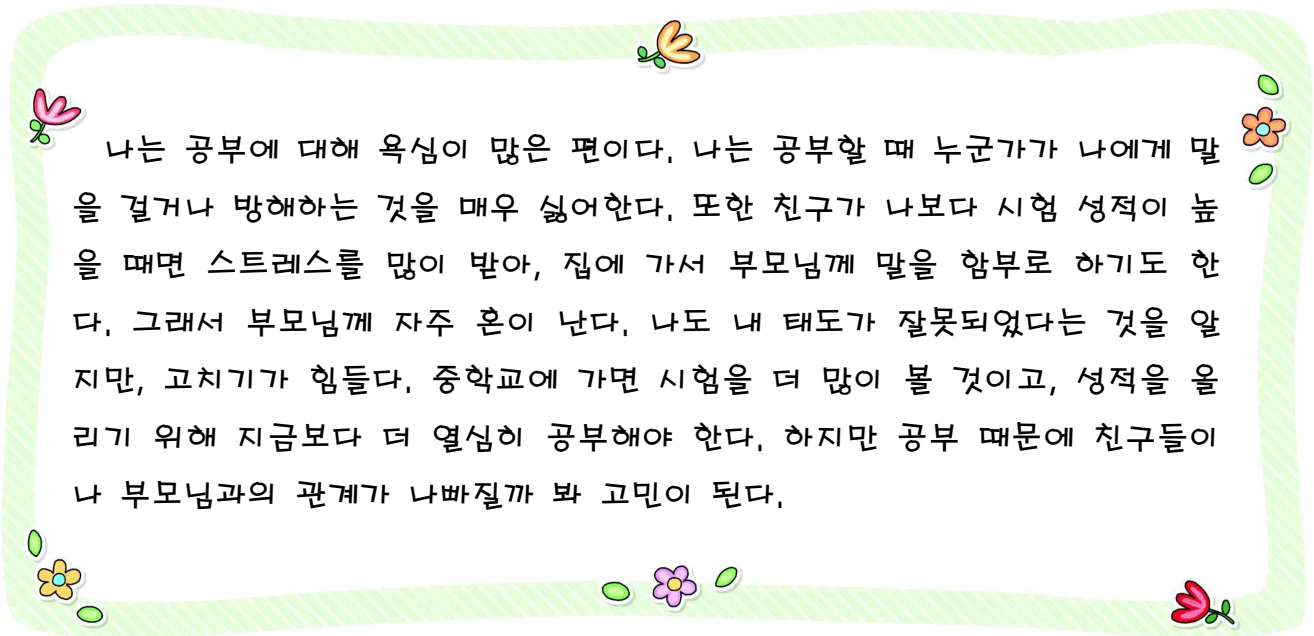 나는 공부에 대해 욕심이 많은 편이다. 나는 공부할 때 누군가가 나에게 말
을 걸거나 방해하는 것을 매우 싫어한다. 또한 친구가 나보다 시험 성적이 높
을 때면 스트레스를 많이 받아, 집에 가서 부모님께 말을 함부로 하기도 한
다. 그래서 부모님께 자주 혼이 난다. 나도 내 태도가 잘못되었다는 것을 알
지만, 고치기가 힘들다. 중학교에 가면 시험을 더 많이 볼 것이고, 성적을 올
리기 위해 지금보다 더 열심히 공부해야 한다. 하지만 공부 때문에 친구들이
나 부모님과의 관계가 나빠질까 봐 고민이 된다.